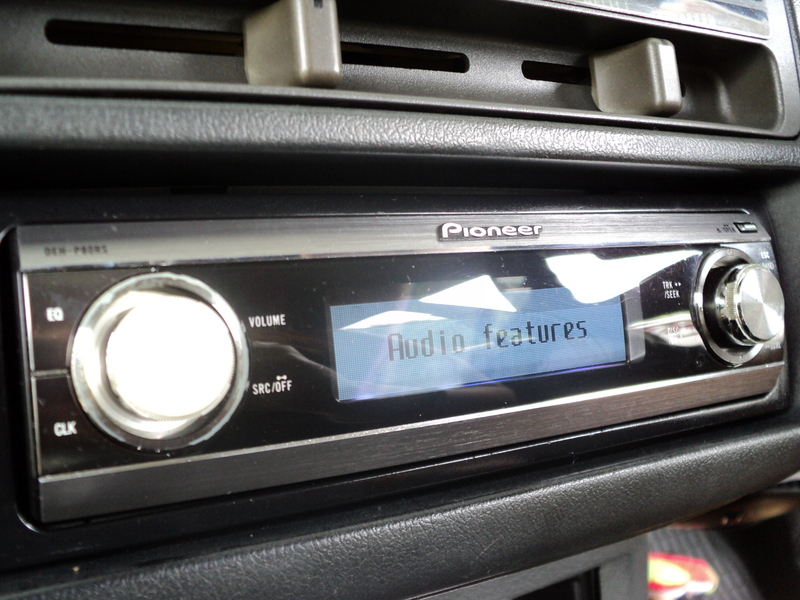 Pioneer
DEH-P80RS
EQ
VOLUME
TRK
/SEEK
Audio features
SRC/OFF
CLK